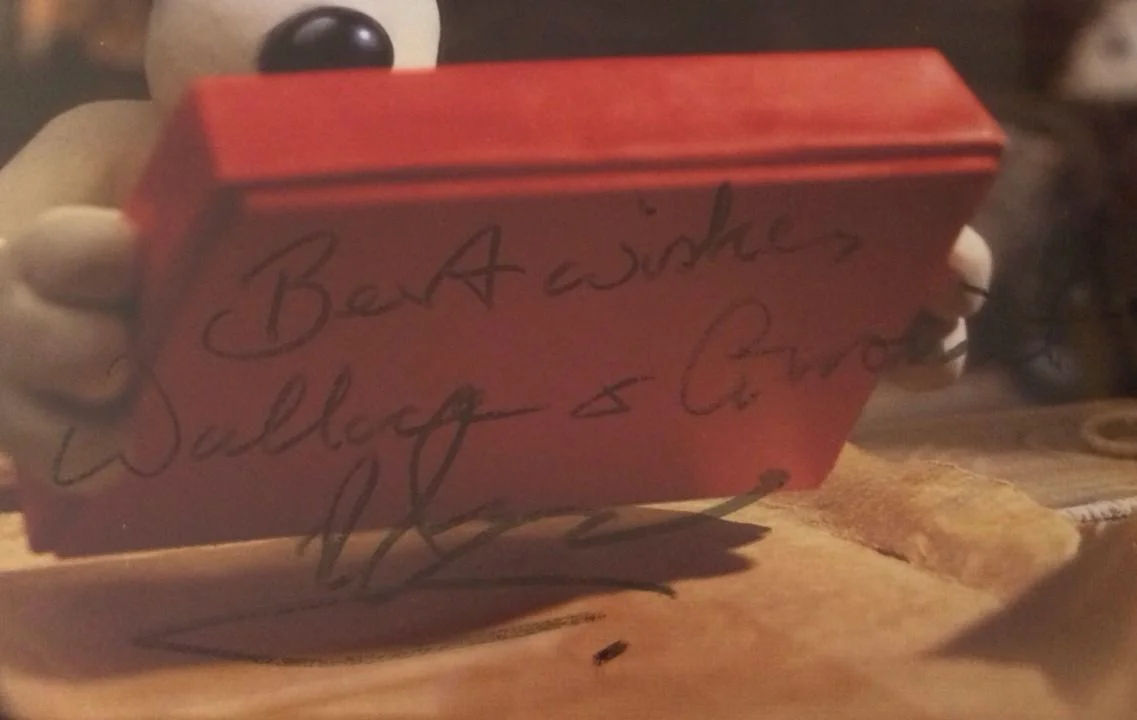 Best wishes
Wallace & Gromit